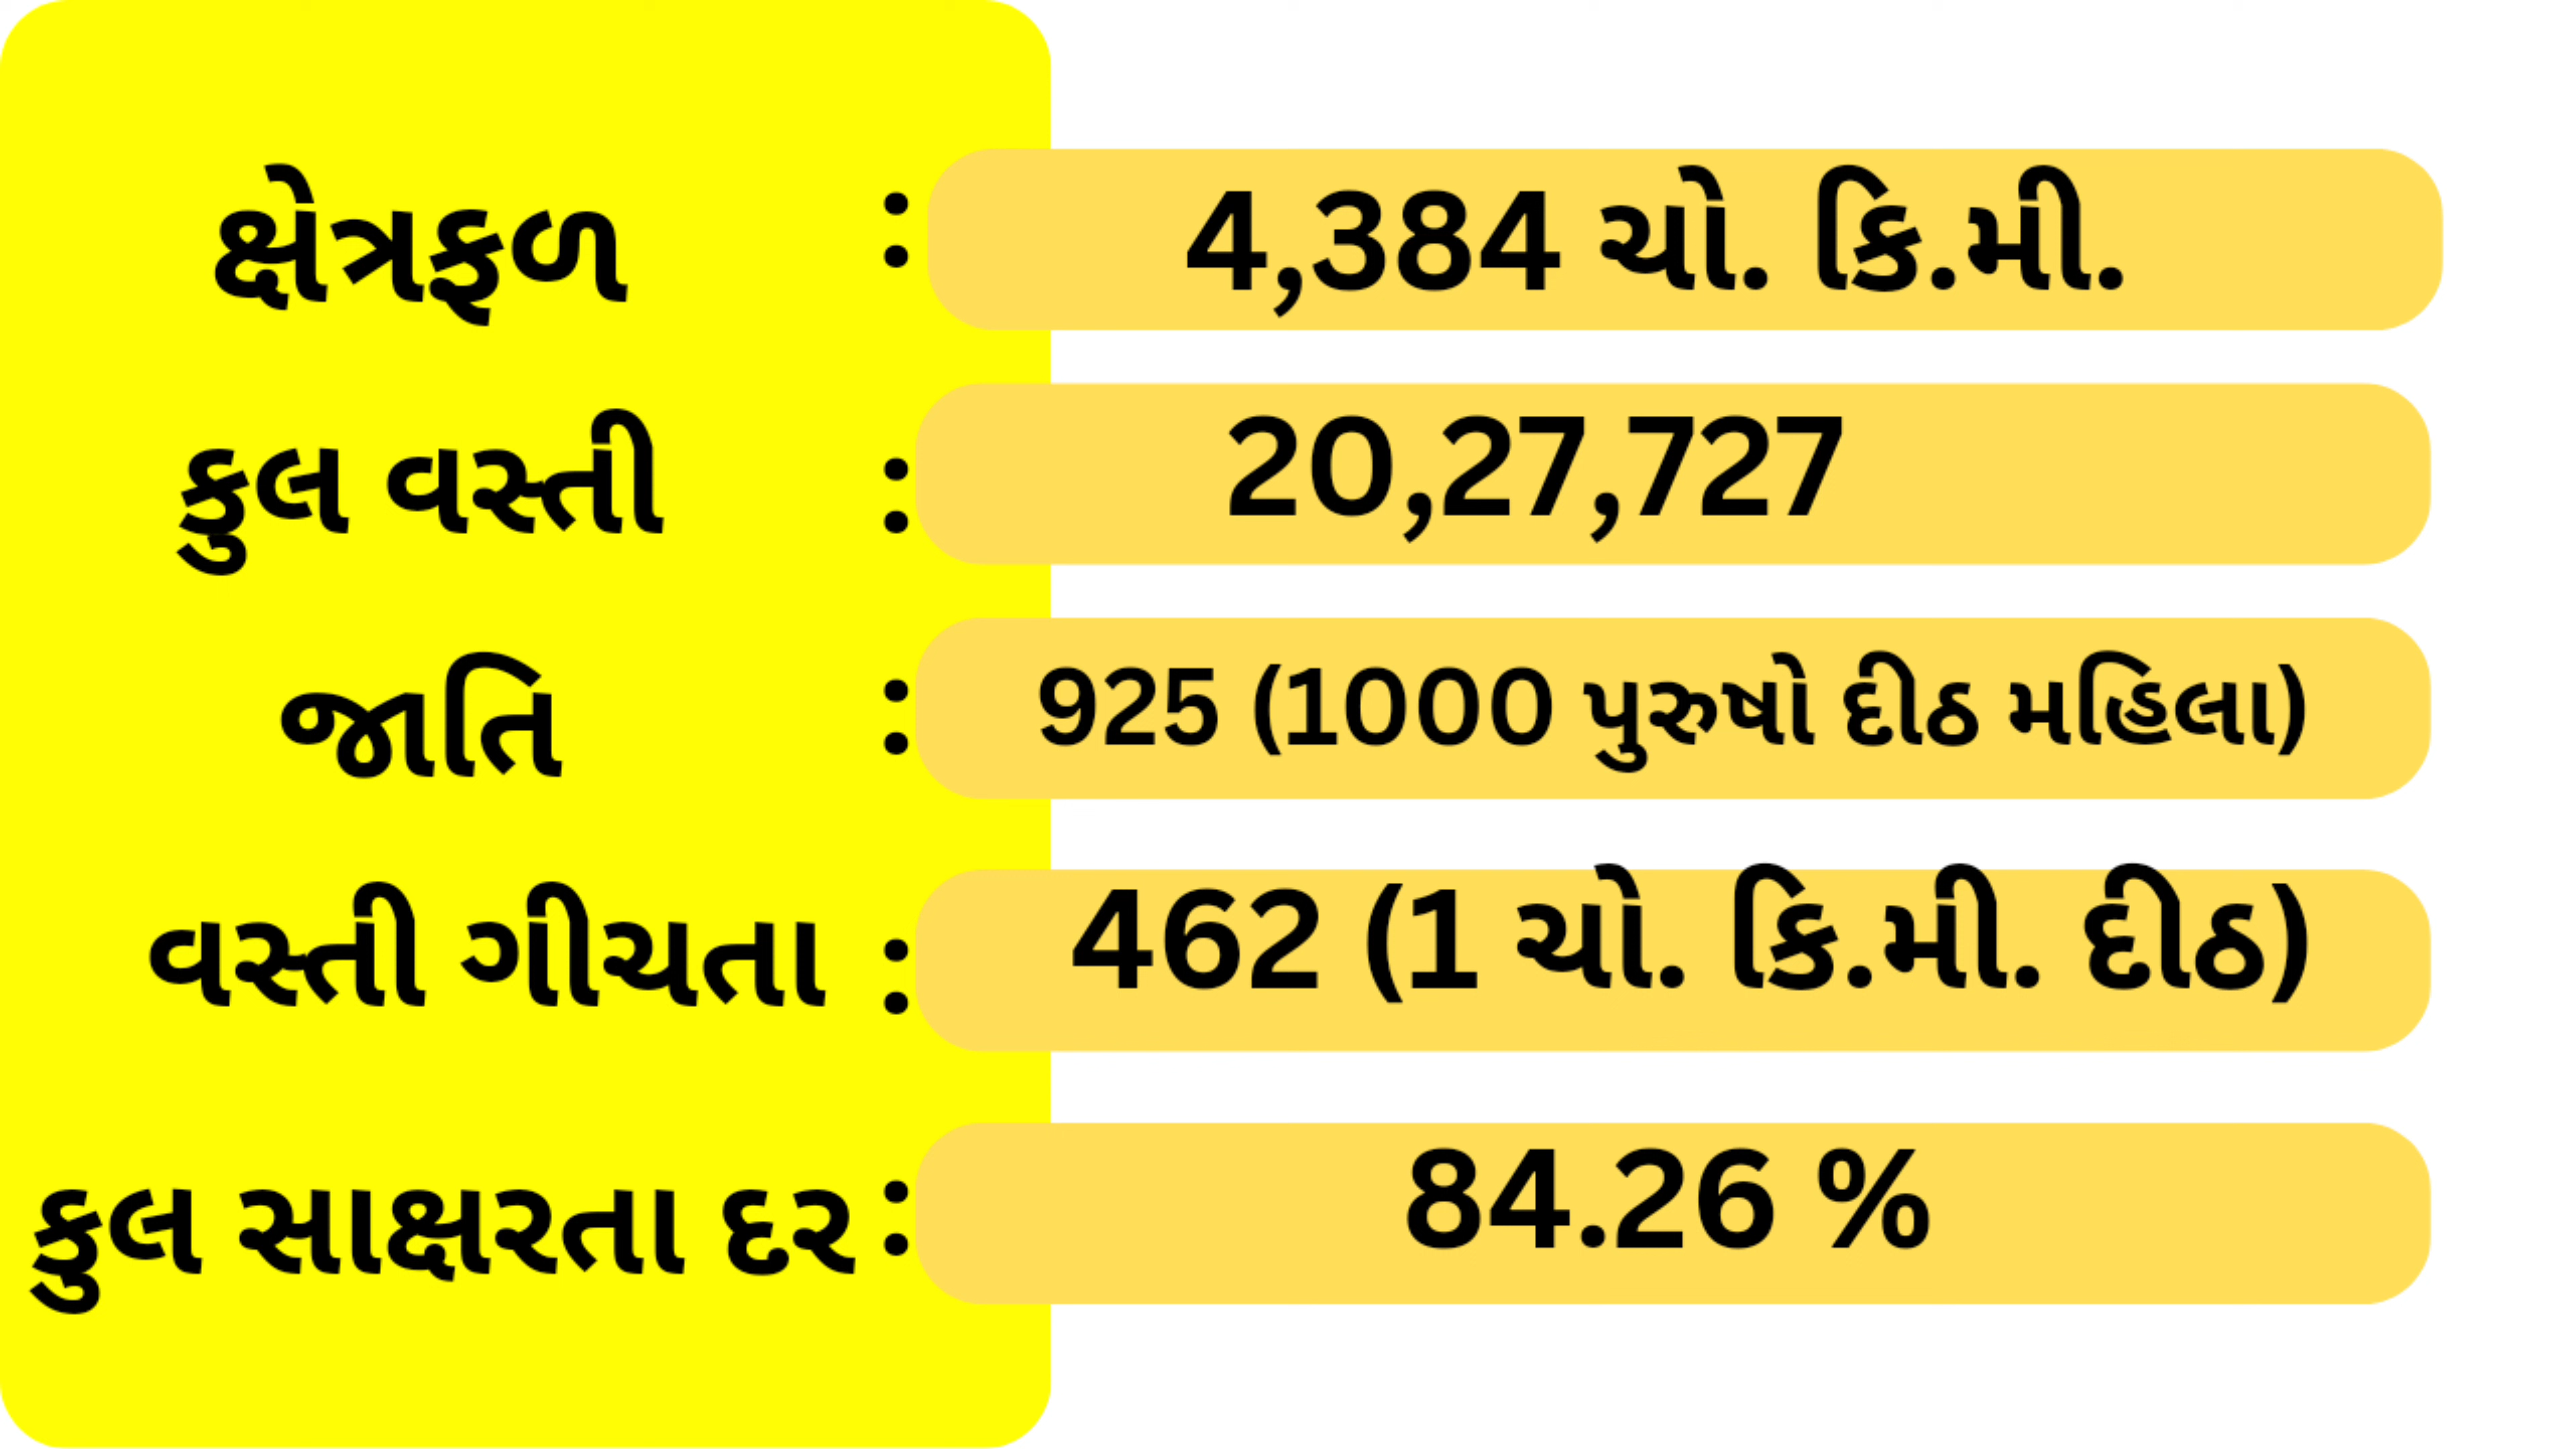 ક્ષેત્રફળ : 4,384 ચો. કિ.મી.
કુલ વસ્તી : 20,27,727
જાતિ : 925 (1000 પુરુષો દીઠ મહિલા)
વસ્તી ગીચતા : 462 (1 ચો. કિ.મી. દીઠ)
કુલ સાક્ષરતા દર : 84.26 %